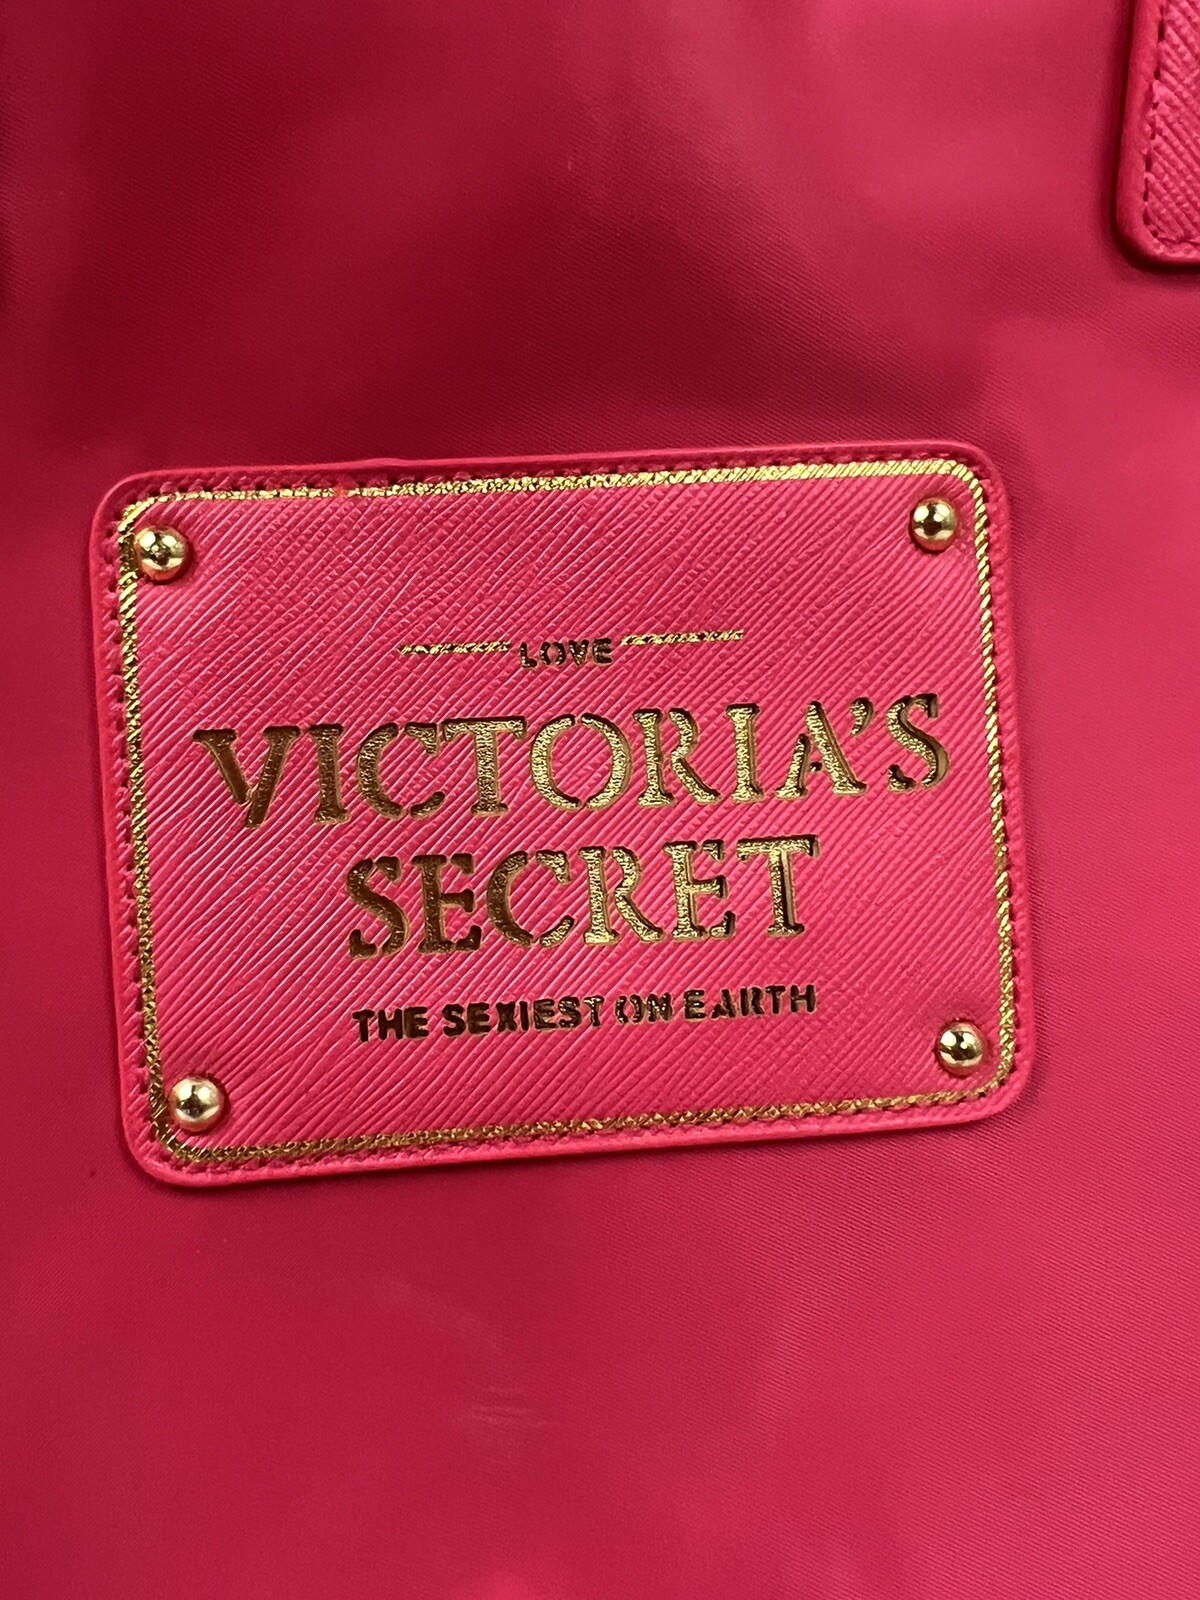 LOVE
VICTORIA'S
SECRET
THE SEXIEST ON EARTH